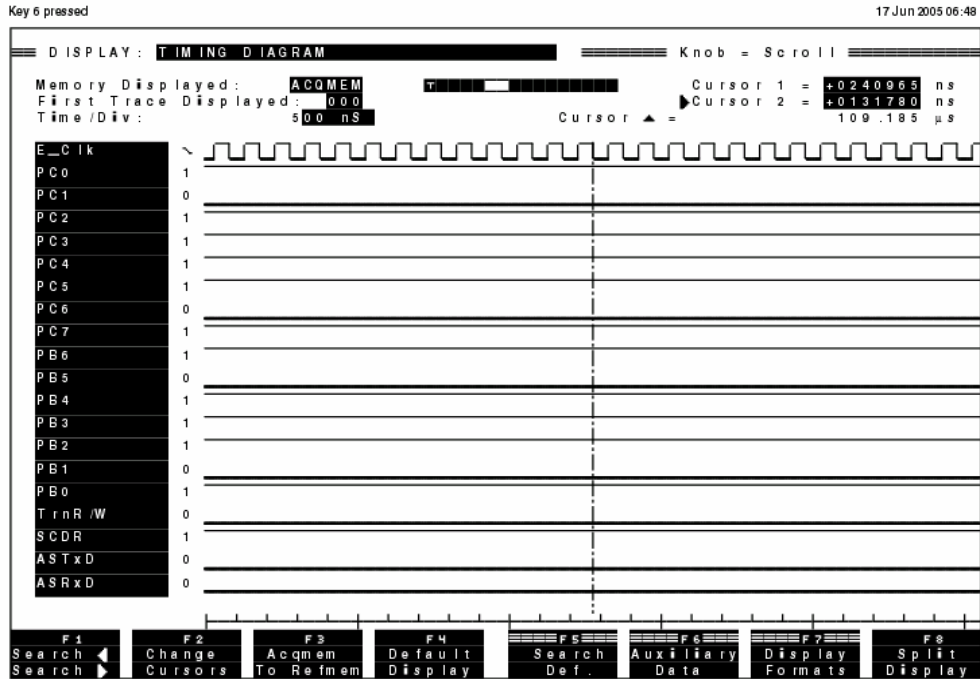 Key 6 pressed 17 Jun 2005 06:48
DISPLAY: TIMING DIAGRAM Knob = Scroll
Memory Displayed: ACQMEM T Cursor 1 = +0240965 ns
First Trace Displayed: 000 Cursor 2 = +0131780 ns
Time/Div: 500 nS Cursor ▲ = 109.185 µs
E_Clk
PC0 1
PC1 0
PC2 1
PC3 1
PC4 1
PC5 1
PC6 0
PC7 1
PB6 1
PB5 0
PB4 1
PB3 1
PB2 1
PB1 0
PB0 1
TrnR/W 0
SCDR 1
ASTxD 0
ASRxD 0
F1 F2 F3 F4 F5 F6 F7 F8
Search ◀ Change Acqmem Default Search Auxiliary Display Split
Search ▶ Cursors To Refmem Display Def. Data Formats Display